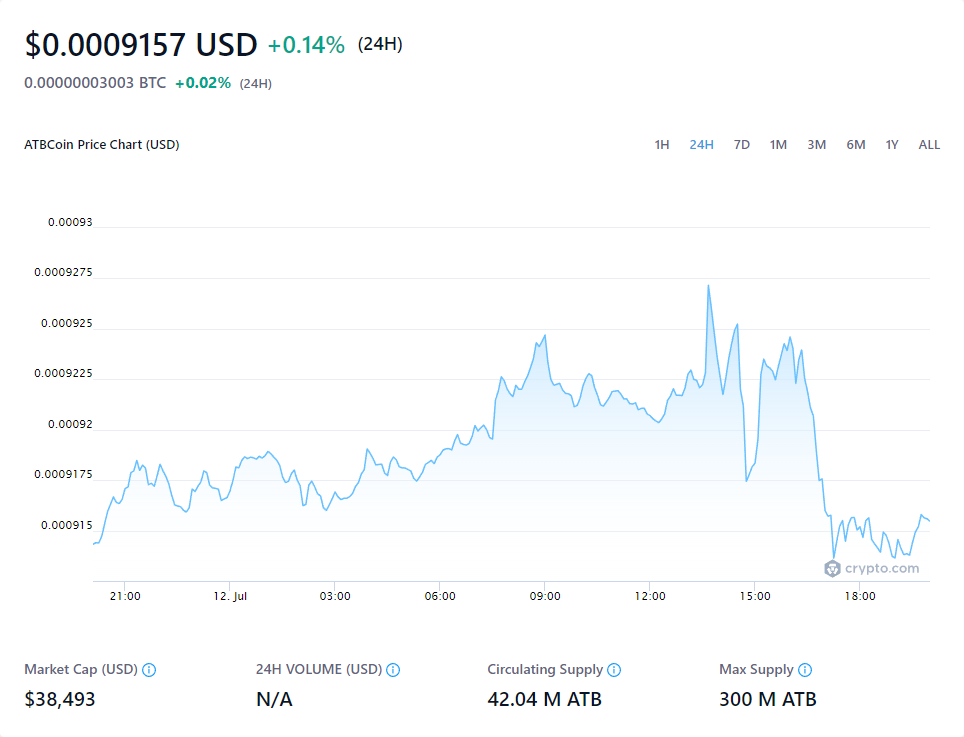 $0.0009157 USD +0.14% (24H)
0.00000003003 BTC +0.02% (24H)
ATBCoin Price Chart (USD) 1H 24H 7D 1M 3M 6M 1Y ALL
0.00093
0.0009275
0.000925
0.0009225
0.00092
0.0009175
0.000915
crypto.com
21:00 12. Jul 03:00 06:00 09:00 12:00 15:00 18:00
Market Cap (USD) 24H VOLUME (USD) Circulating Supply Max Supply
$38,493 N/A 42.04 M ATB 300 M ATB